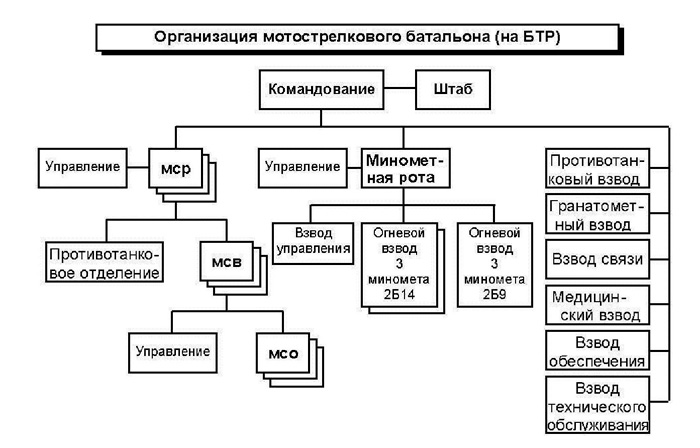 Организация мотострелкового батальона (на БТР)
Командование
Штаб
Управление
мср
Управление
Миномет-
ная рота
Противотан-
ковый взвод
Гранатомет-
ный взвод
Взвод связи
Медицин-
ский взвод
Взвод
обеспечения
Взвод
технического
обслуживания
Противотанко-
вое отделение
мсв
Взвод
управления
Огневой
взвод
3
миномета
2Б14
Огневой
взвод
3
миномета
2Б9
Управление
мсо